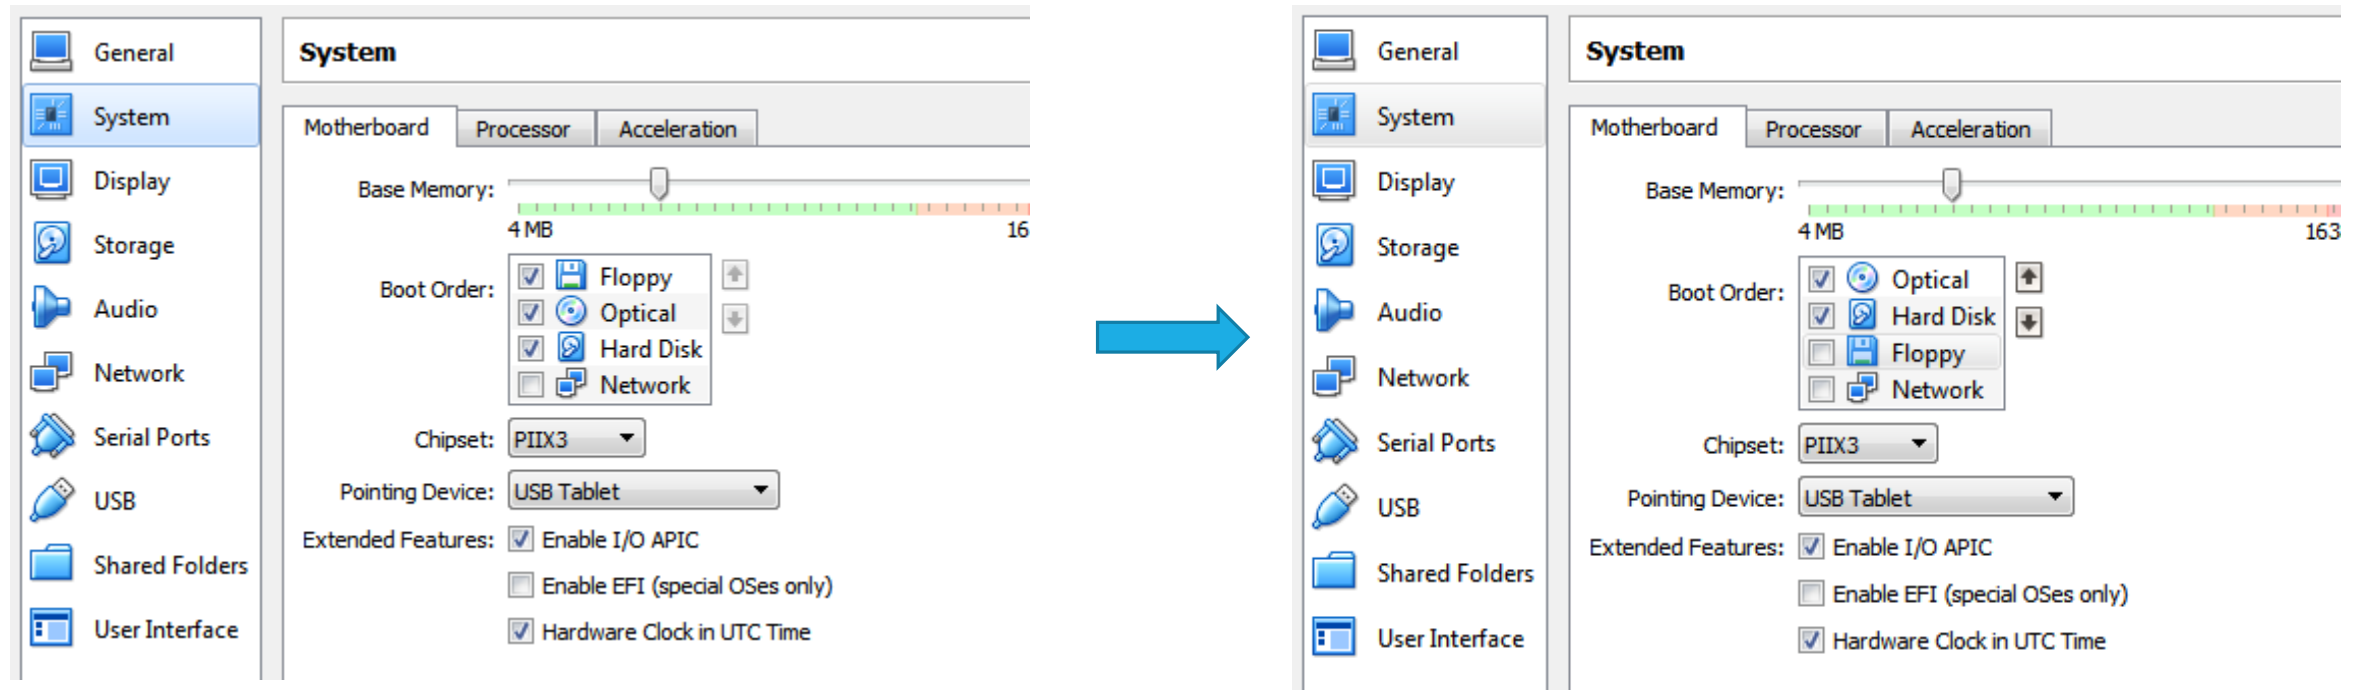 General
System
Display
Storage
Audio
Network
Serial Ports
USB
Shared Folders
User Interface
System
Motherboard Processor Acceleration
Base Memory:
4 MB 16
Boot Order:
Floppy
Optical
Hard Disk
Network
Chipset: PIIX3
Pointing Device: USB Tablet
Extended Features: Enable I/O APIC
Enable EFI (special OSes only)
Hardware Clock in UTC Time
General
System
Display
Storage
Audio
Network
Serial Ports
USB
Shared Folders
User Interface
System
Motherboard Processor Acceleration
Base Memory:
4 MB 163
Boot Order:
Optical
Hard Disk
Floppy
Network
Chipset: PIIX3
Pointing Device: USB Tablet
Extended Features: Enable I/O APIC
Enable EFI (special OSes only)
Hardware Clock in UTC Time